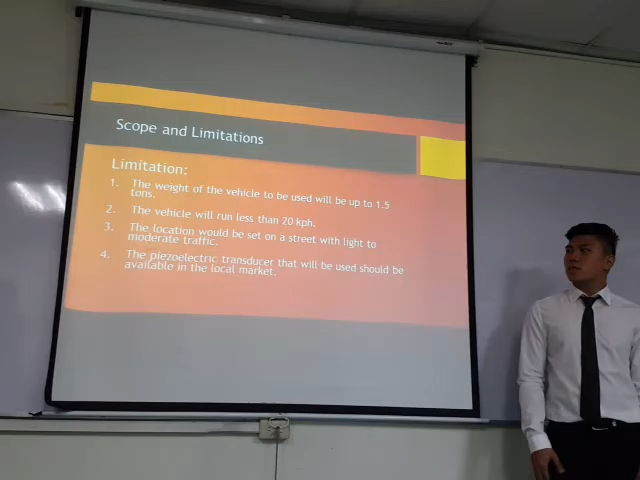 Scope and Limitations
Limitation:
1. The weight of the vehicle to be used will be up to 1.5
tons.
2. The vehicle will run less than 20 kph.
3. The location would be set on a street with light to
moderate traffic.
4. The piezoelectric transducer that will be used should be
available in the local market.